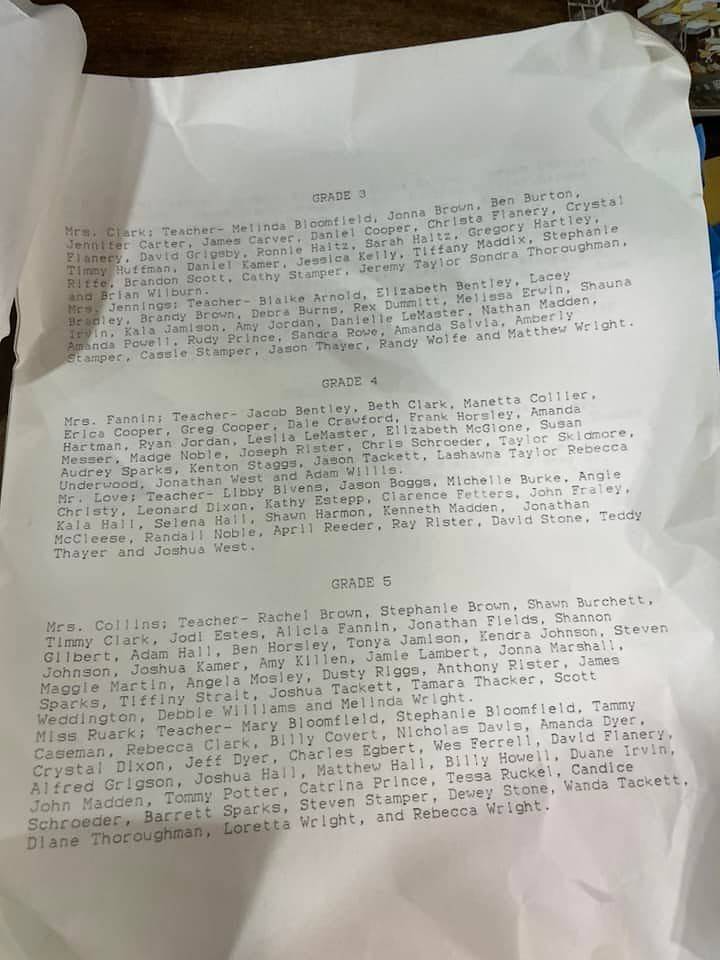 GRADE 3
Mrs. Clark; Teacher- Melinda Bloomfield, Jonna Brown, Ben Burton,
Jennifer Carter, James Carver, Daniel Cooper, Christa Flanery, Crystal
Flanery, David Grigsby, Ronnie Haitz, Sarah Haitz, Gregory Hartley,
Timmy Huffman, Daniel Kamer, Jessica Kelly, Tiffany Maddix, Stephanie
Riffe, Brandon Scott, Cathy Stamper, Jeremy Taylor Sondra Thoroughman,
and Brian Wilburn.
Mrs. Jennings; Teacher- Blaike Arnold, Elizabeth Bentley, Lacey
Bradley, Brandy Brown, Debra Burns, Rex Dummitt, Melissa Erwin, Shauna
Irvin, Kala Jamison, Amy Jordan, Danielle LeMaster, Nathan Madden,
Amanda Powell, Rudy Prince, Sandra Rowe, Amanda Salvia, Amberly
Stamper, Cassie Stamper, Jason Thayer, Randy Wolfe and Matthew Wright.
GRADE 4
Mrs. Fannin; Teacher- Jacob Bentley, Beth Clark, Manetta Collier,
Erica Cooper, Greg Cooper, Dale Crawford, Frank Horsley, Amanda
Hartman, Ryan Jordan, Leslia LeMaster, Elizabeth McGlone, Susan
Messer, Madge Noble, Joseph Rister, Chris Schroeder, Taylor Skidmore,
Audrey Sparks, Kenton Staggs, Jason Tackett, Lashawna Taylor Rebecca
Underwood, Jonathan West and Adam Willis.
Mr. Love; Teacher- Libby Bivens, Jason Boggs, Michelle Burke, Angie
Christy, Leonard Dixon, Kathy Estepp, Clarence Fetters, John Fraley,
Kala Hall, Selena Hall, Shawn Harmon, Kenneth Madden, Jonathan
McCleese, Randall Noble, April Reeder, Ray Rister, David Stone, Teddy
Thayer and Joshua West.
GRADE 5
Mrs. Collins; Teacher- Rachel Brown, Stephanie Brown, Shawn Burchett,
Timmy Clark, Jodi Estes, Alicia Fannin, Jonathan Fields, Shannon
Gilbert, Adam Hall, Ben Horsley, Tonya Jamison, Kendra Johnson, Steven
Johnson, Joshua Kamer, Amy Killen, Jamie Lambert, Jonna Marshall,
Maggie Martin, Angela Mosley, Dusty Riggs, Anthony Rister, James
Sparks, Tiffiny Strait, Joshua Tackett, Tamara Thacker, Scott
Weddington, Debbie Williams and Melinda Wright.
Miss Ruark; Teacher- Mary Bloomfield, Stephanie Bloomfield, Tammy
Caseman, Rebecca Clark, Billy Covert, Nicholas Davis, Amanda Dyer,
Crystal Dixon, Jeff Dyer, Charles Egbert, Wes Ferrell, David Flanery,
Alfred Grigson, Joshua Hall, Matthew Hall, Billy Howell, Duane Irvin,
John Madden, Tommy Potter, Catrina Prince, Tessa Ruckel, Candice
Schroeder, Barrett Sparks, Steven Stamper, Dewey Stone, Wanda Tackett,
Diane Thoroughman, Loretta Wright, and Rebecca Wright.